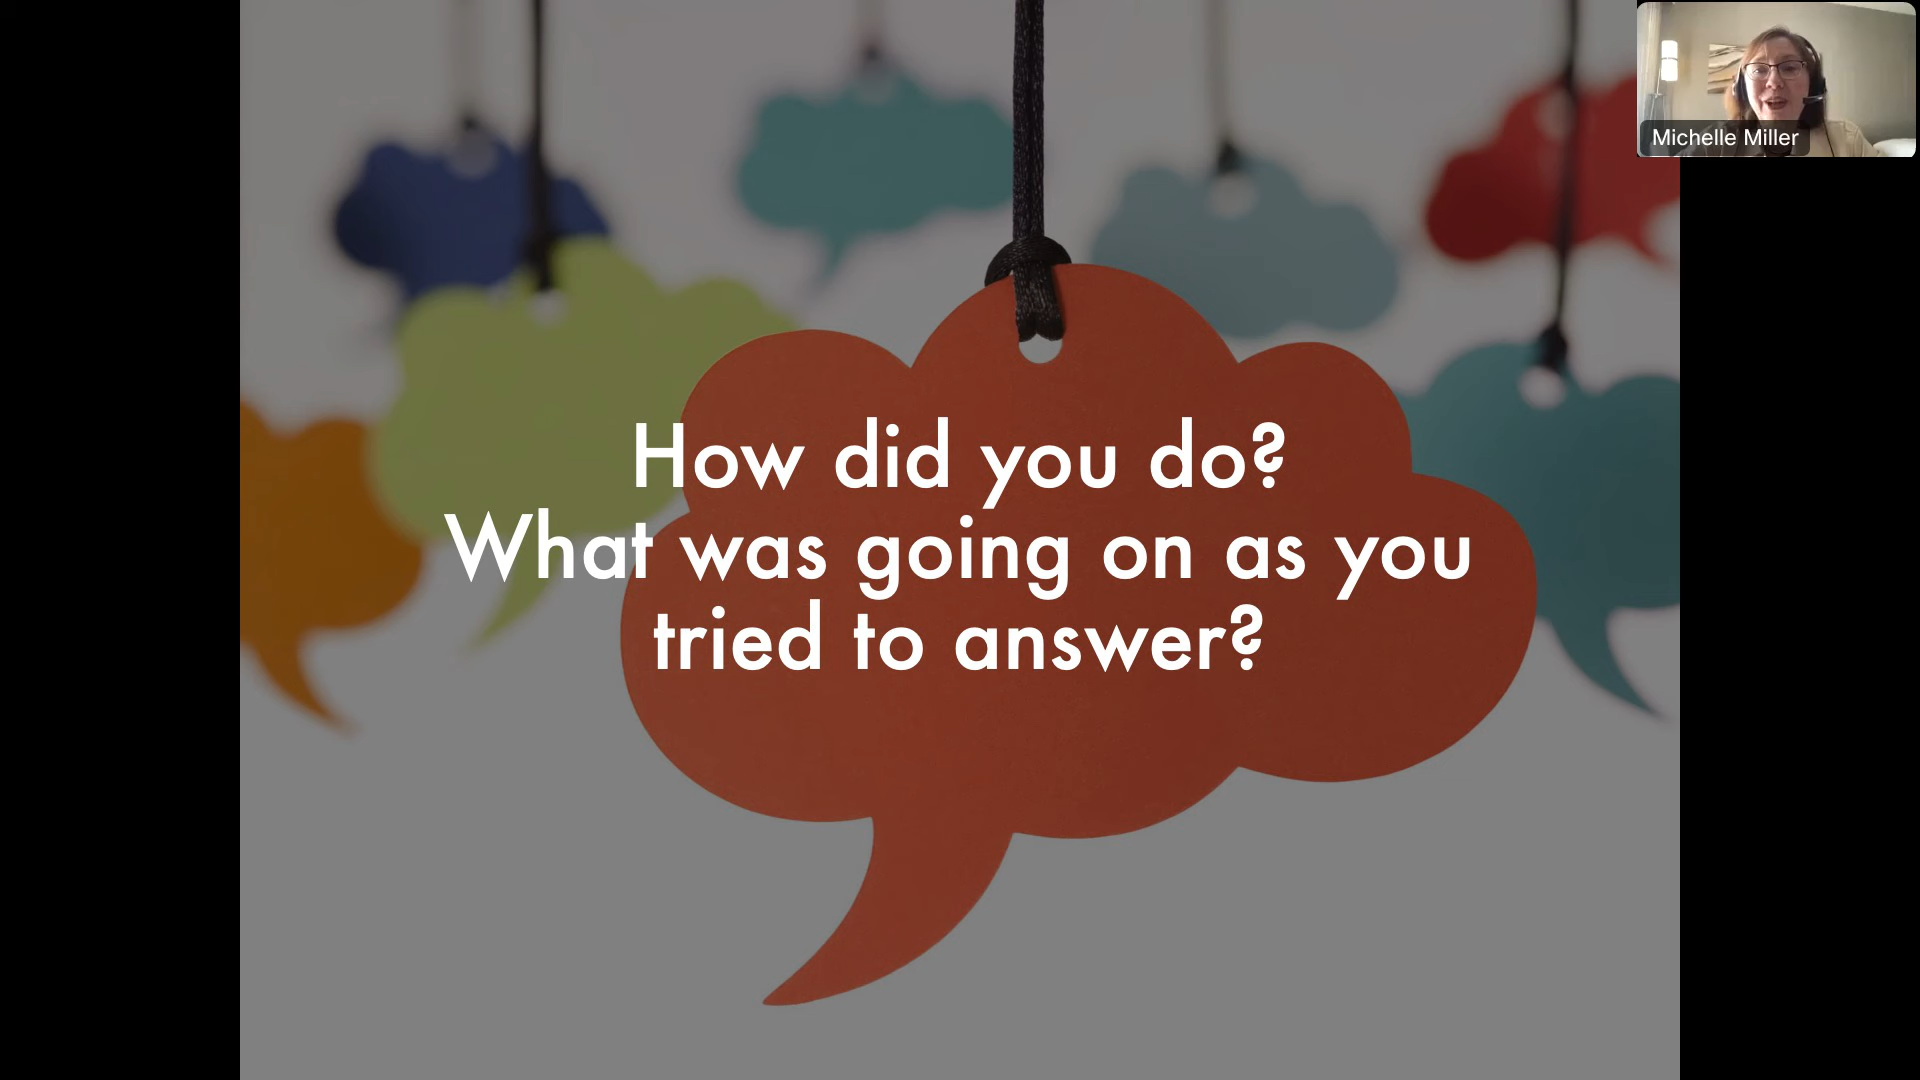 Michelle Miller
How did you do?
What was going on as you
tried to answer?